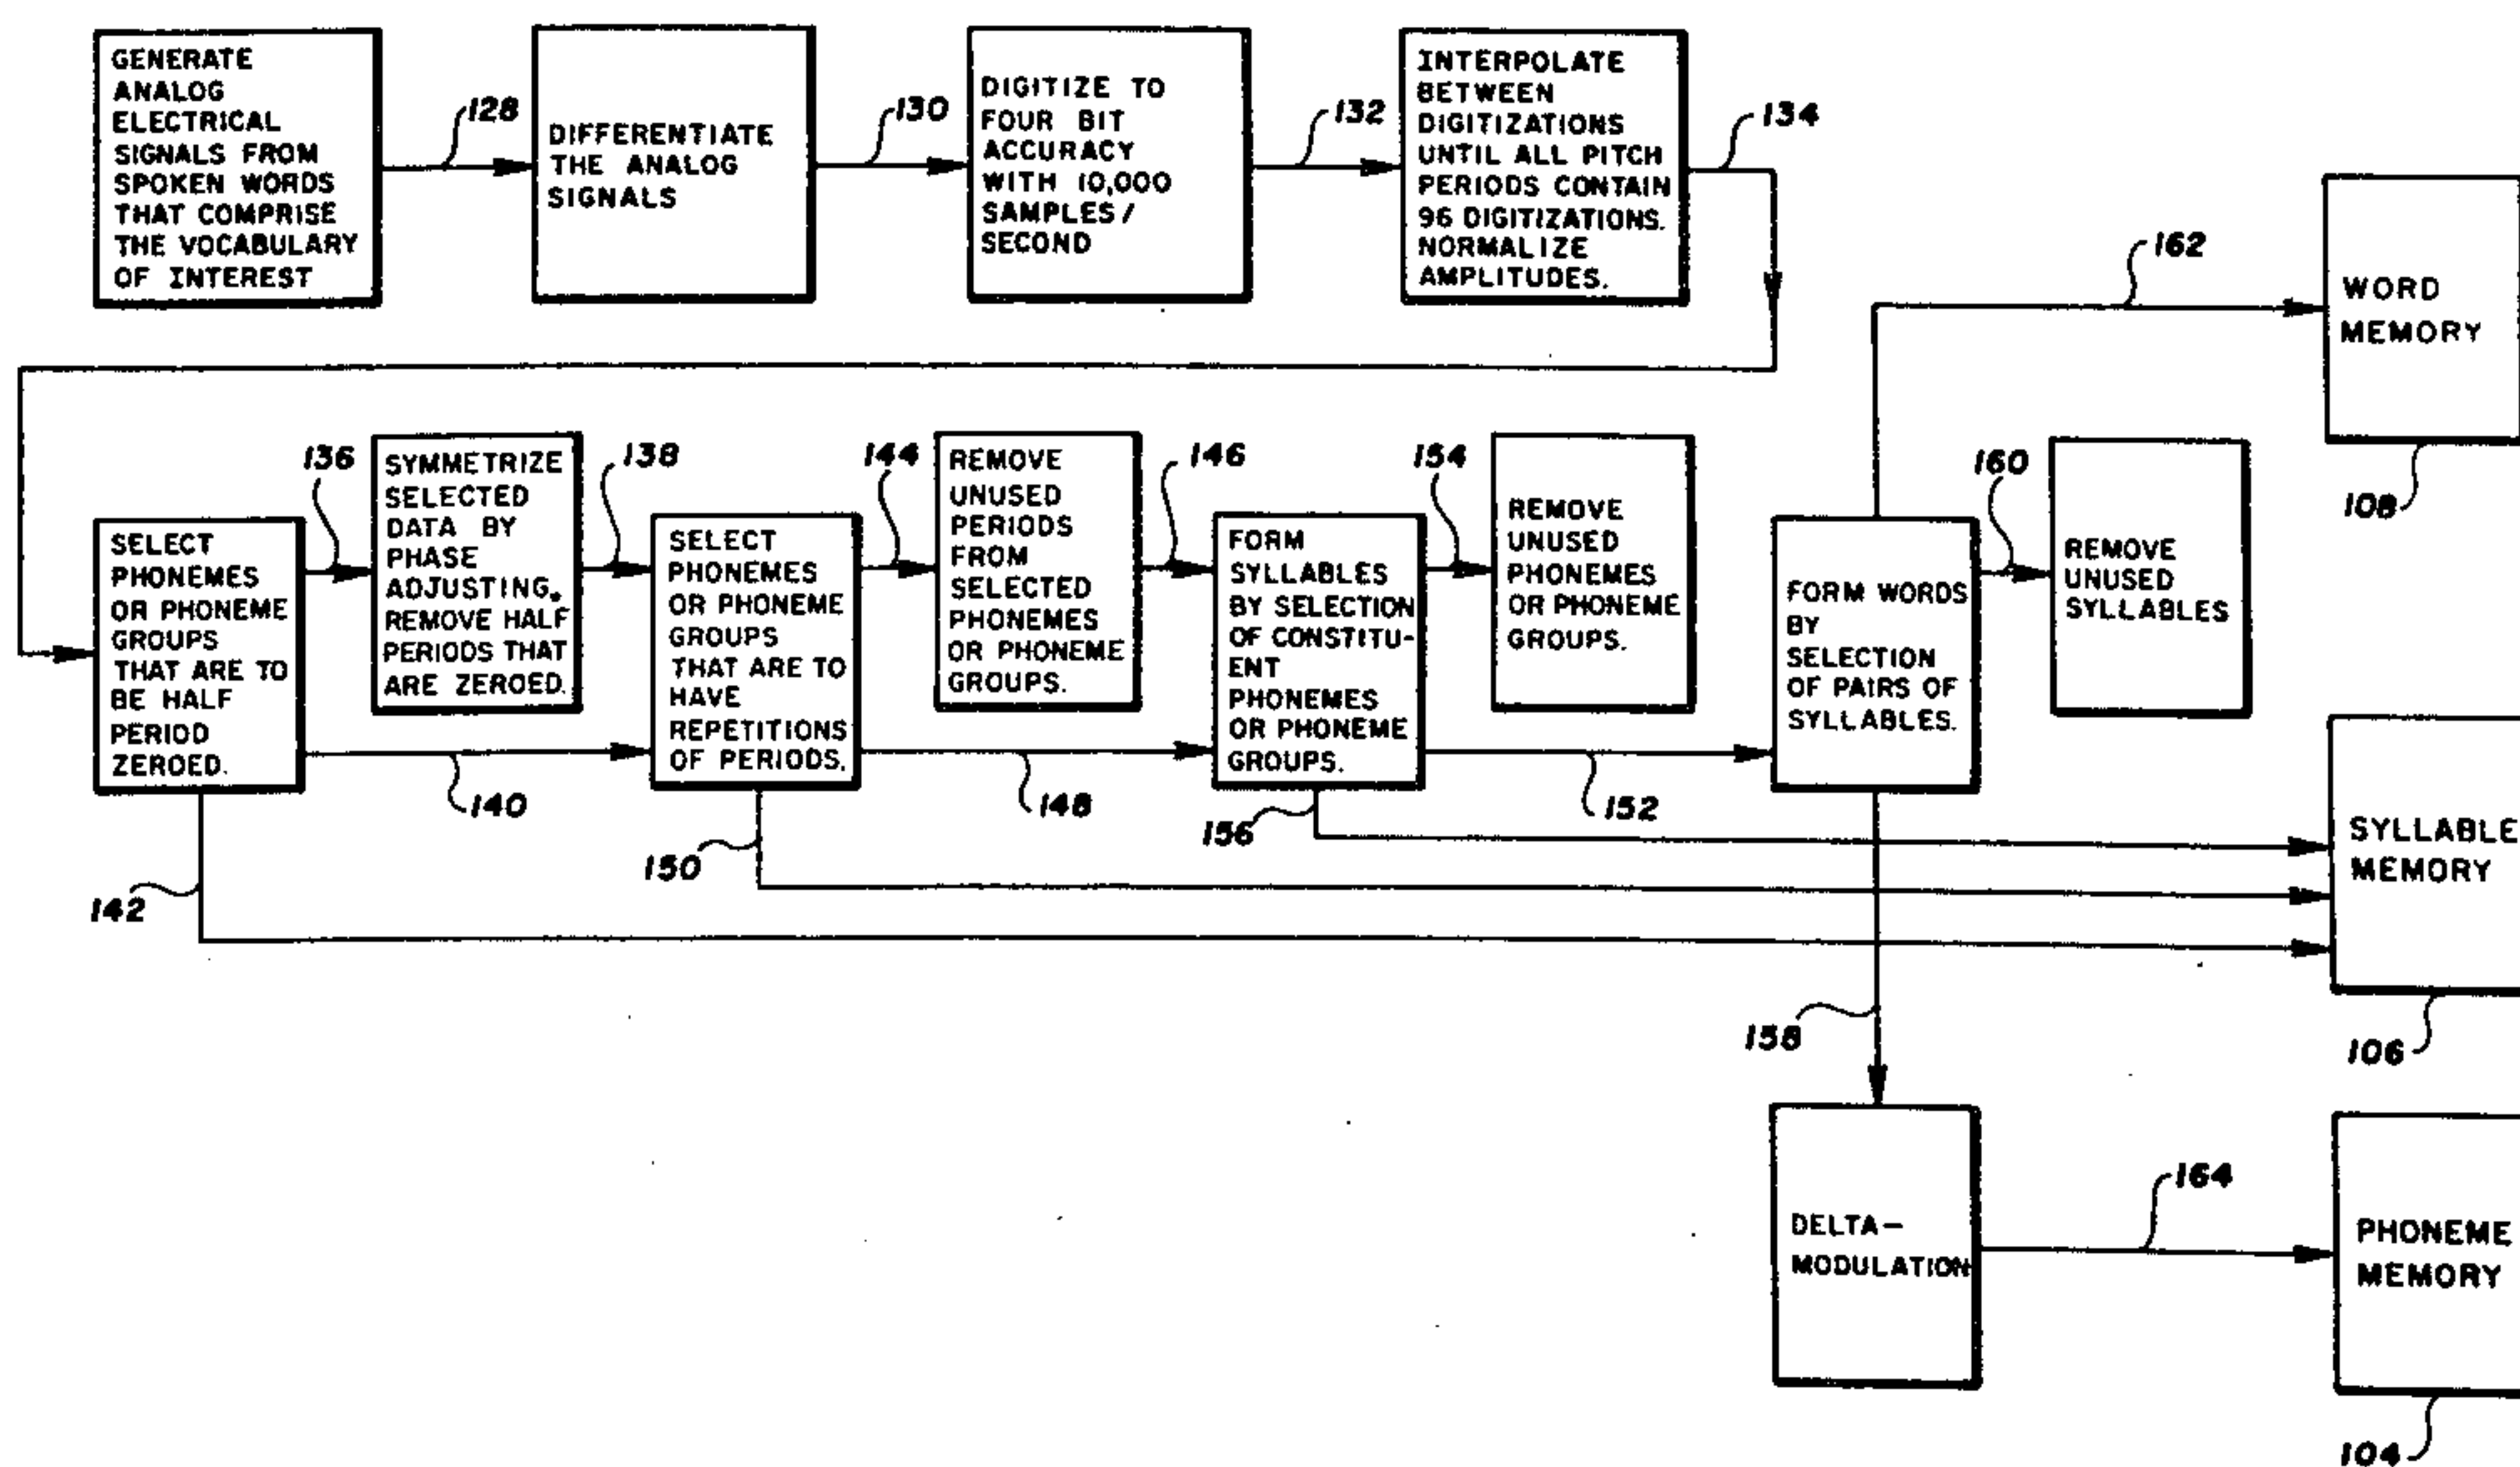 GENERATE
ANALOG
ELECTRICAL
SIGNALS FROM
SPOKEN WORDS
THAT COMPRISE
THE VOCABULARY
OF INTEREST
128
DIFFERENTIATE
THE ANALOG
SIGNALS
130
DIGITIZE TO
FOUR BIT
ACCURACY
WITH 10,000
SAMPLES/
SECOND
132
INTERPOLATE
BETWEEN
DIGITIZATIONS
UNTIL ALL PITCH
PERIODS CONTAIN
96 DIGITIZATIONS.
NORMALIZE
AMPLITUDES.
134
162
WORD
MEMORY
108
SELECT
PHONEMES
OR PHONEME
GROUPS
THAT ARE TO
BE HALF
PERIOD
ZEROED.
136
SYMMETRIZE
SELECTED
DATA BY
PHASE
ADJUSTING.
REMOVE HALF
PERIODS THAT
ARE ZEROED.
138
140
142
SELECT
PHONEMES
OR PHONEME
GROUPS
THAT ARE TO
HAVE
REPETITIONS
OF PERIODS.
144
REMOVE
UNUSED
PERIODS
FROM
SELECTED
PHONEMES
OR PHONEME
GROUPS.
146
148
150
FORM
SYLLABLES
BY SELECTION
OF CONSTITU-
ENT
PHONEMES
OR PHONEME
GROUPS.
154
REMOVE
UNUSED
PHONEMES
OR PHONEME
GROUPS.
152
156
FORM WORDS
BY
SELECTION
OF PAIRS OF
SYLLABLES.
160
REMOVE
UNUSED
SYLLABLES
SYLLABLE
MEMORY
106
158
DELTA-
MODULATION
164
PHONEME
MEMORY
104